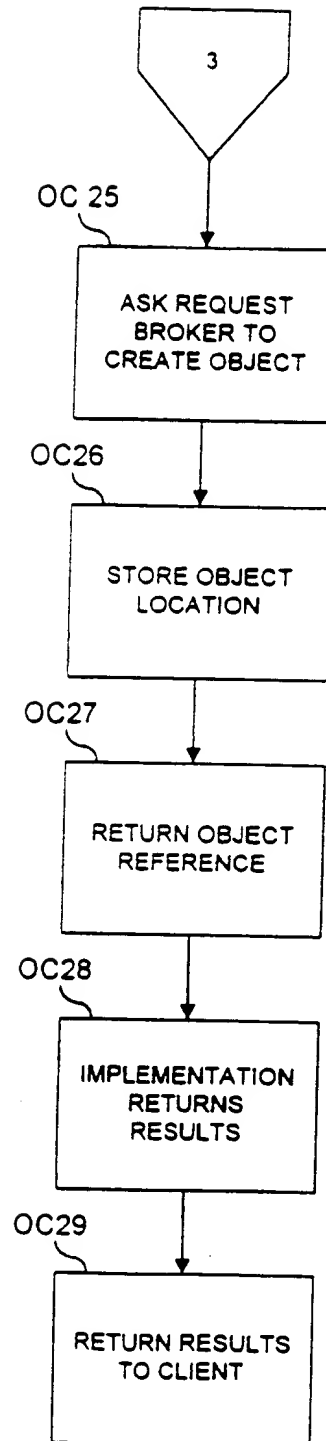 3
OC 25
ASK REQUEST
BROKER TO
CREATE OBJECT
OC26
STORE OBJECT
LOCATION
OC27
RETURN OBJECT
REFERENCE
OC28
IMPLEMENTATION
RETURNS
RESULTS
OC29
RETURN RESULTS
TO CLIENT